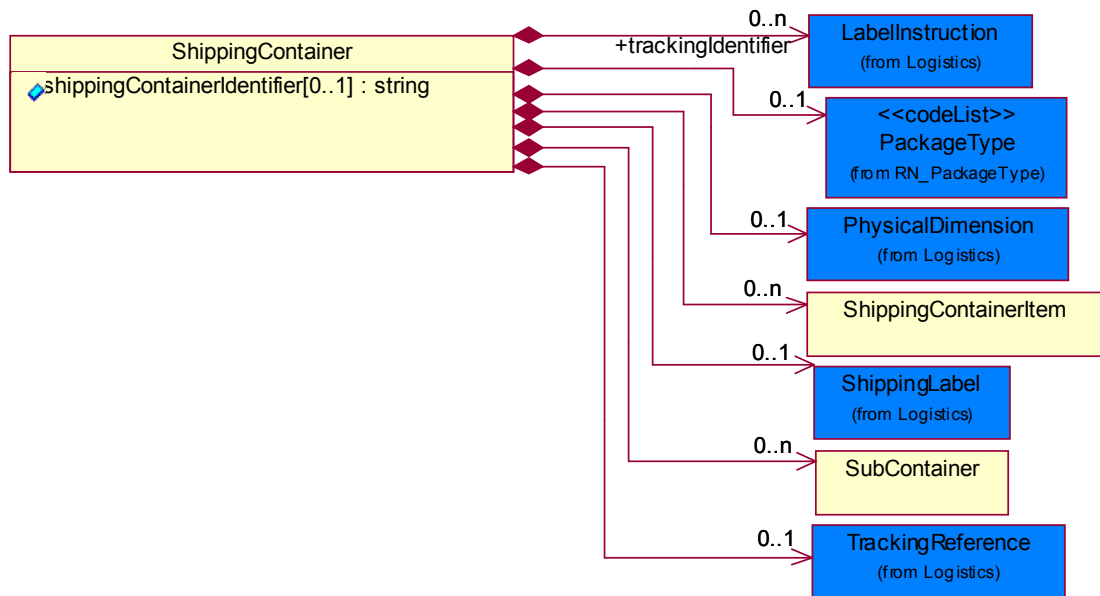 ShippingContainer
shippingContainerIdentifier[0..1] : string
0..n
+trackingIdentifier
LabelInstruction
(from Logistics)
0..1
<<codeList>>
PackageType
(from RN_PackageType)
0..1
PhysicalDimension
(from Logistics)
0..n
ShippingContainerItem
0..1
ShippingLabel
(from Logistics)
0..n
SubContainer
0..1
TrackingReference
(from Logistics)